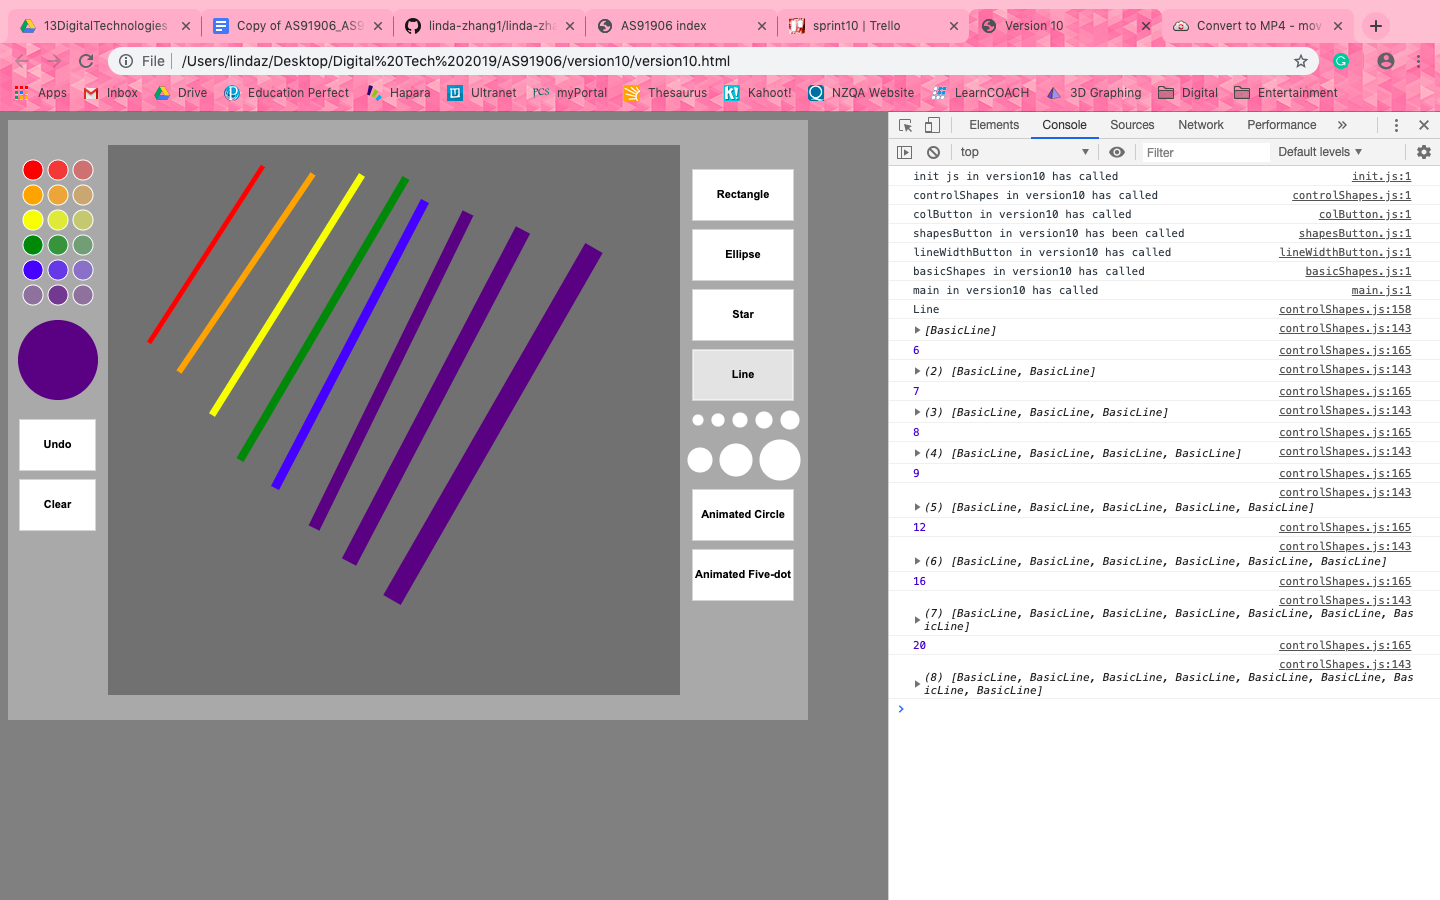 13DigitalTechnologies
Copy of AS91906_AS9
linda-zhang1/linda-zha
AS91906 index
sprint10 | Trello
Version 10
Convert to MP4 - mov
File
/Users/lindaz/Desktop/Digital%20Tech%202019/AS91906/version10/version10.html
Apps
Inbox
Drive
Education Perfect
Hapara
Ultranet
PCS myPortal
Thesaurus
Kahoot!
NZQA Website
LearnCOACH
3D Graphing
Digital
Entertainment
Undo
Clear
Rectangle
Ellipse
Star
Line
Animated Circle
Animated Five-dot
Elements Console Sources Network Performance »
top Filter Default levels
init js in version10 has called init.js:1
controlShapes in version10 has called controlShapes.js:1
colButton in version10 has called colButton.js:1
shapesButton in version10 has been called shapesButton.js:1
lineWidthButton in version10 has called lineWidthButton.js:1
basicShapes in version10 has called basicShapes.js:1
main in version10 has called main.js:1
Line controlShapes.js:158
[BasicLine] controlShapes.js:143
6 controlShapes.js:165
(2) [BasicLine, BasicLine] controlShapes.js:143
7 controlShapes.js:165
(3) [BasicLine, BasicLine, BasicLine] controlShapes.js:143
8 controlShapes.js:165
(4) [BasicLine, BasicLine, BasicLine, BasicLine] controlShapes.js:143
9 controlShapes.js:165
controlShapes.js:143
(5) [BasicLine, BasicLine, BasicLine, BasicLine, BasicLine]
12 controlShapes.js:165
controlShapes.js:143
(6) [BasicLine, BasicLine, BasicLine, BasicLine, BasicLine, BasicLine]
16 controlShapes.js:165
controlShapes.js:143
(7) [BasicLine, BasicLine, BasicLine, BasicLine, BasicLine, BasicLine, Bas
icLine]
20 controlShapes.js:165
controlShapes.js:143
(8) [BasicLine, BasicLine, BasicLine, BasicLine, BasicLine, BasicLine, Bas
icLine, BasicLine]